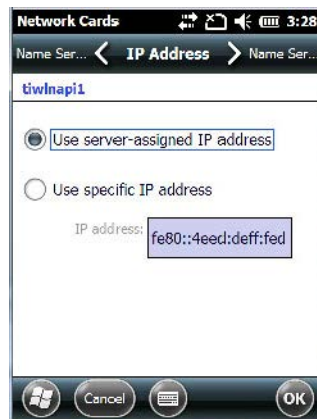 Network Cards 3:28
Name Ser... IP Address Name Ser...
tiwlnapi1
Use server-assigned IP address
Use specific IP address
IP address: fe80::4eed:deff:fed
Cancel OK